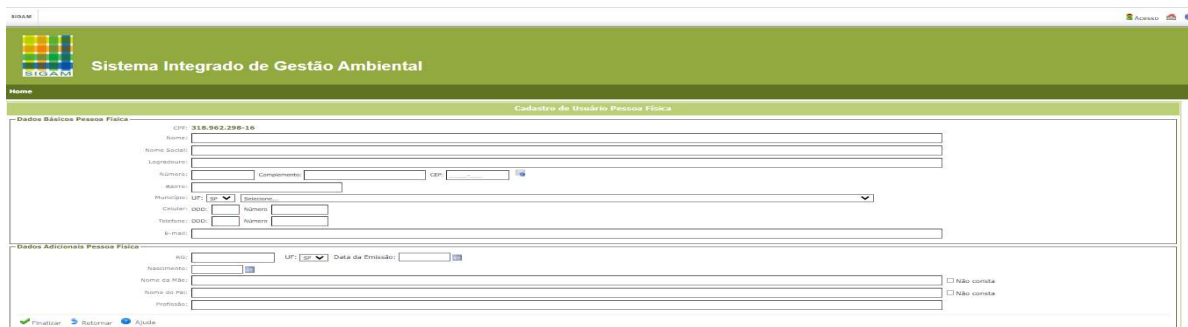 SIGAM
Acesso
SIGAM
Sistema Integrado de Gestão Ambiental
Home
Cadastro de Usuário Pessoa Física
Dados Básicos Pessoa Física
CPF: 318.962.298-16
Nome:
Nome Social:
Logradouro:
Número: Complemento: CEP: _____-___
Bairro:
Município: UF: SP Selecione...
Celular: DDD: Número
Telefone: DDD: Número
E-mail:
Dados Adicionais Pessoa Física
RG: UF: SP Data da Emissão:
Nascimento:
Nome da Mãe: Não consta
Nome do Pai: Não consta
Profissão:
Finalizar Retornar Ajuda